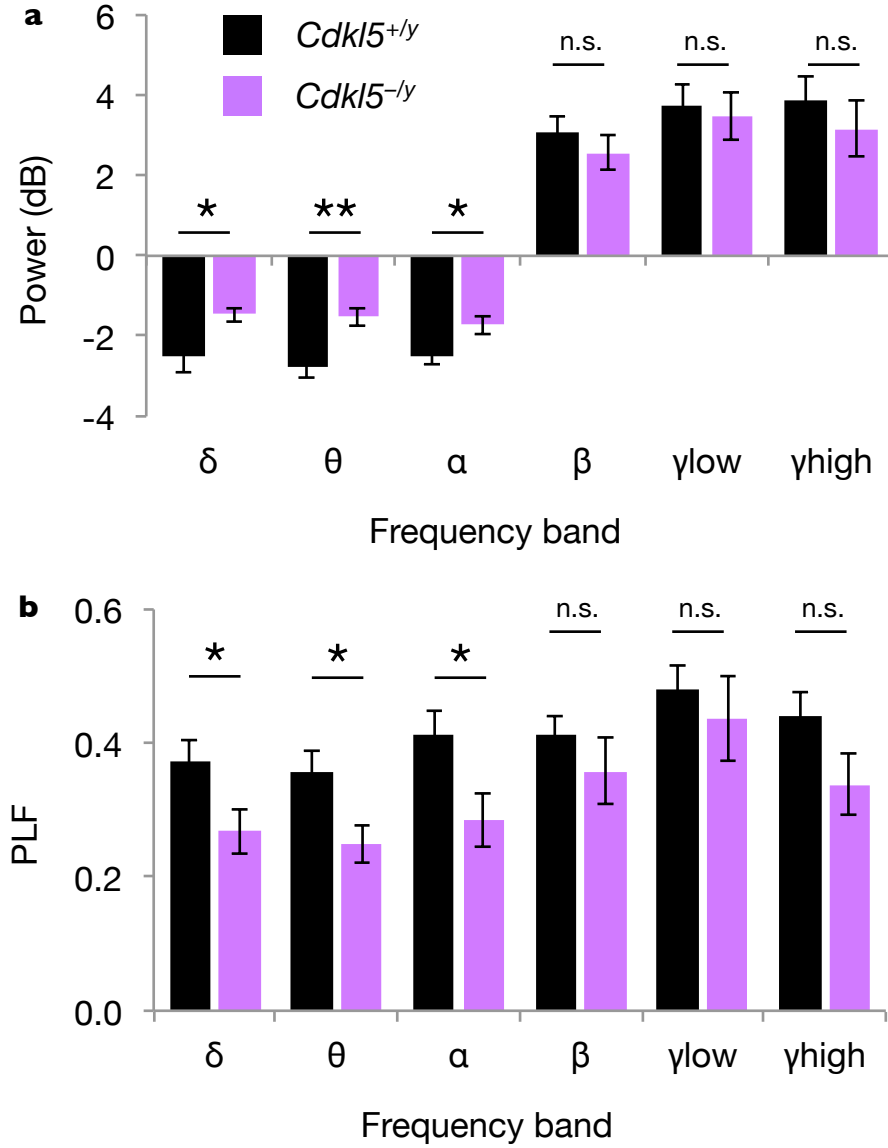 a
Cdkl5+/y
Cdkl5–/y
Power (dB)
6
4
2
0
-2
-4
* ** * n.s. n.s. n.s.
δ θ α β γlow γhigh
Frequency band
b
PLF
0.6
0.4
0.2
0.0
* * * n.s. n.s. n.s.
δ θ α β γlow γhigh
Frequency band